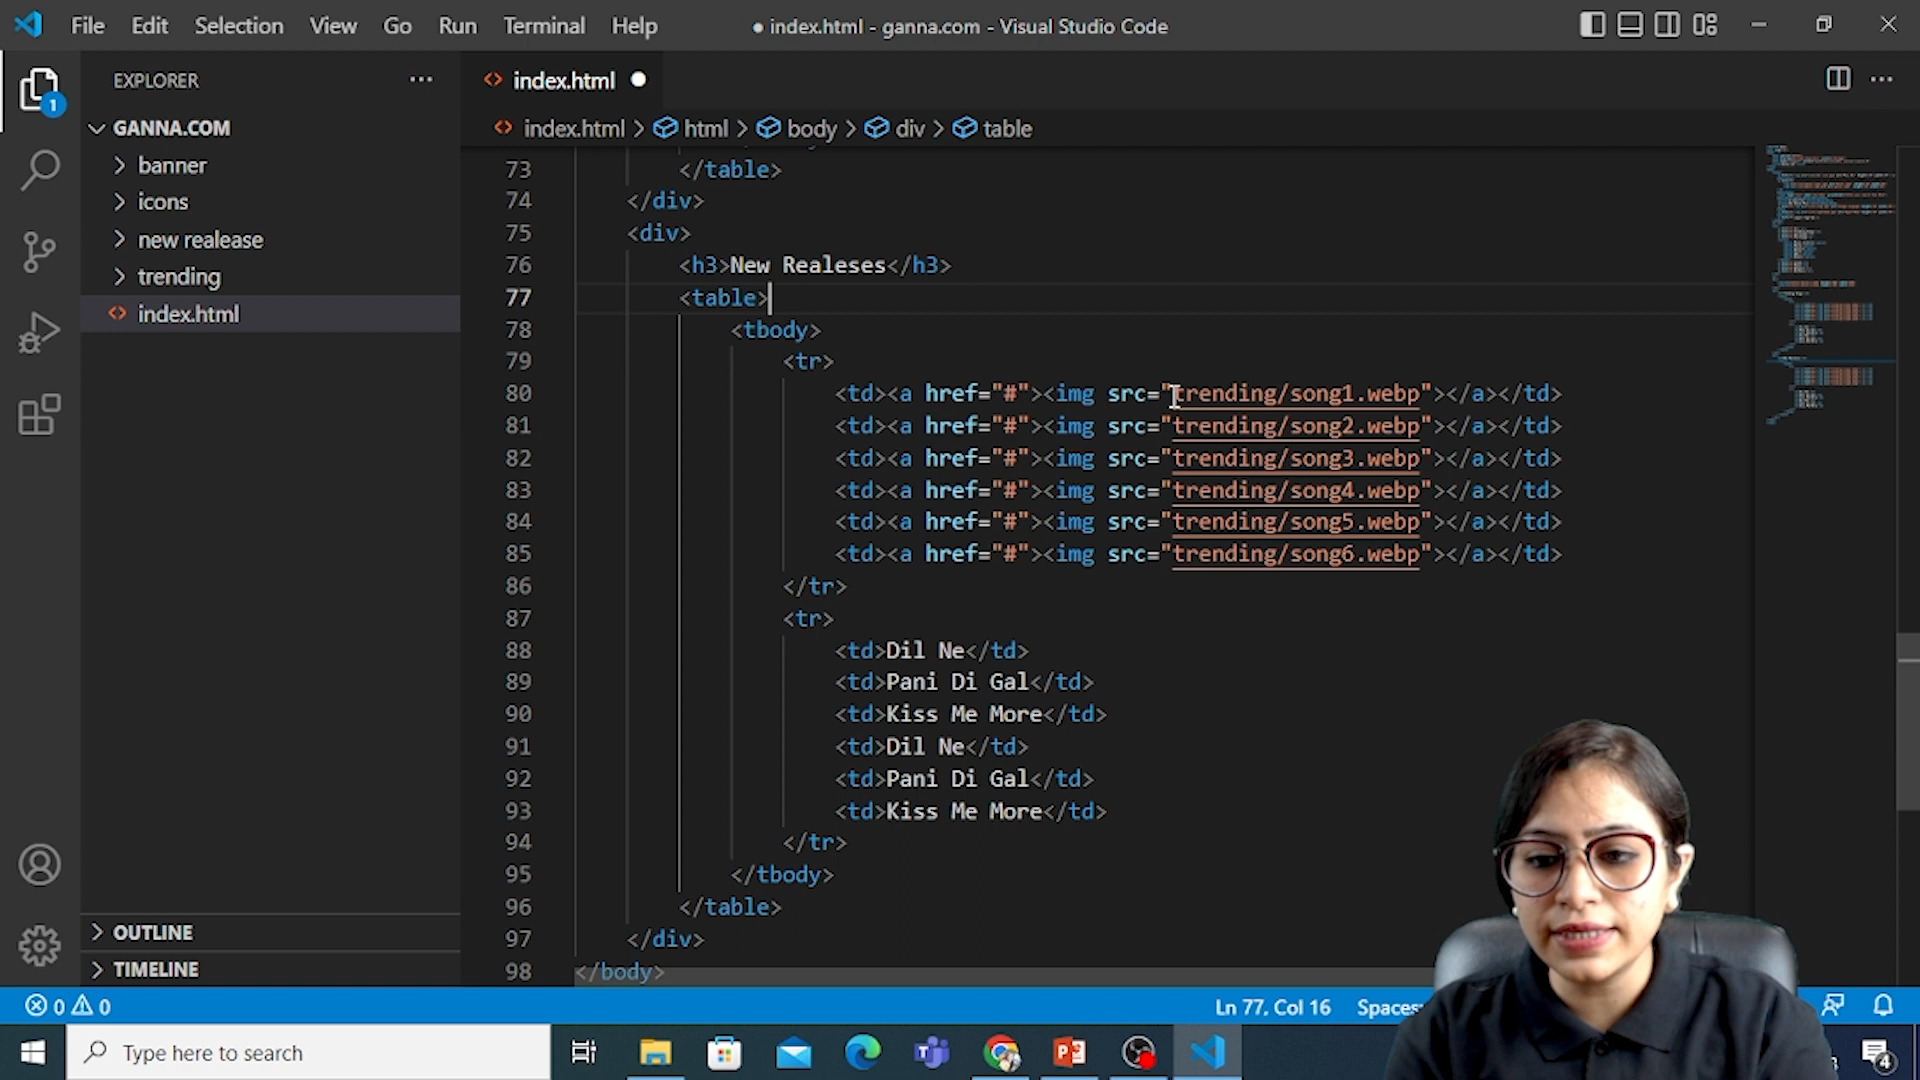 File Edit Selection View Go Run Terminal Help
● index.html - ganna.com - Visual Studio Code
EXPLORER
1
GANNA.COM
banner
icons
new realease
trending
index.html
OUTLINE
TIMELINE
index.html
index.html > html > body > div > table
73 </table>
74 </div>
75 <div>
76 <h3>New Realeses</h3>
77 <table>
78 <tbody>
79 <tr>
80 <td><a href="#"><img src="trending/song1.webp"></a></td>
81 <td><a href="#"><img src="trending/song2.webp"></a></td>
82 <td><a href="#"><img src="trending/song3.webp"></a></td>
83 <td><a href="#"><img src="trending/song4.webp"></a></td>
84 <td><a href="#"><img src="trending/song5.webp"></a></td>
85 <td><a href="#"><img src="trending/song6.webp"></a></td>
86 </tr>
87 <tr>
88 <td>Dil Ne</td>
89 <td>Pani Di Gal</td>
90 <td>Kiss Me More</td>
91 <td>Dil Ne</td>
92 <td>Pani Di Gal</td>
93 <td>Kiss Me More</td>
94 </tr>
95 </tbody>
96 </table>
97 </div>
98 </body>
0 0
Ln 77, Col 16 Spaces:
Type here to search
4